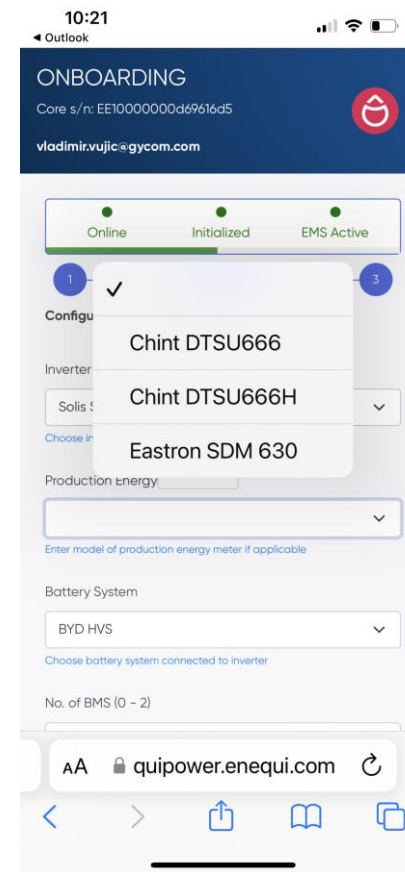 10:21
◀ Outlook
ONBOARDING
Core s/n: EE10000000d69616d5
vladimir.vujic@gycom.com
Online Initialized EMS Active
1 3
✓
Configu
Chint DTSU666
Inverter
Chint DTSU666H
Solis S
Choose in
Eastron SDM 630
Production Energy
Enter model of production energy meter if applicable
Battery System
BYD HVS
Choose battery system connected to inverter
No. of BMS (0 - 2)
AA quipower.enequi.com